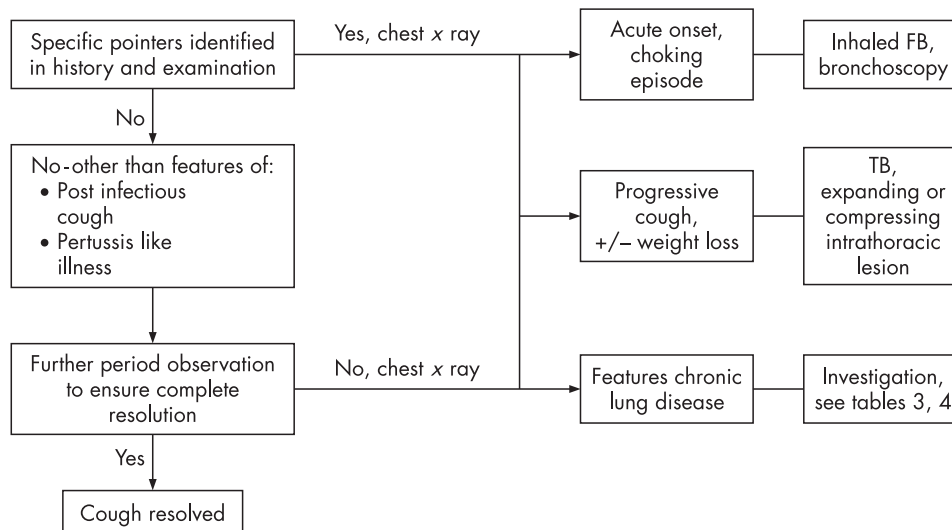 Specific pointers identified
in history and examination
Yes, chest x ray
Acute onset,
choking
episode
Inhaled FB,
bronchoscopy
No
No-other than features of:
• Post infectious
cough
• Pertussis like
illness
Progressive
cough,
+/– weight loss
TB,
expanding or
compressing
intrathoracic
lesion
Further period observation
to ensure complete
resolution
No, chest x ray
Features chronic
lung disease
Investigation,
see tables 3, 4
Yes
Cough resolved